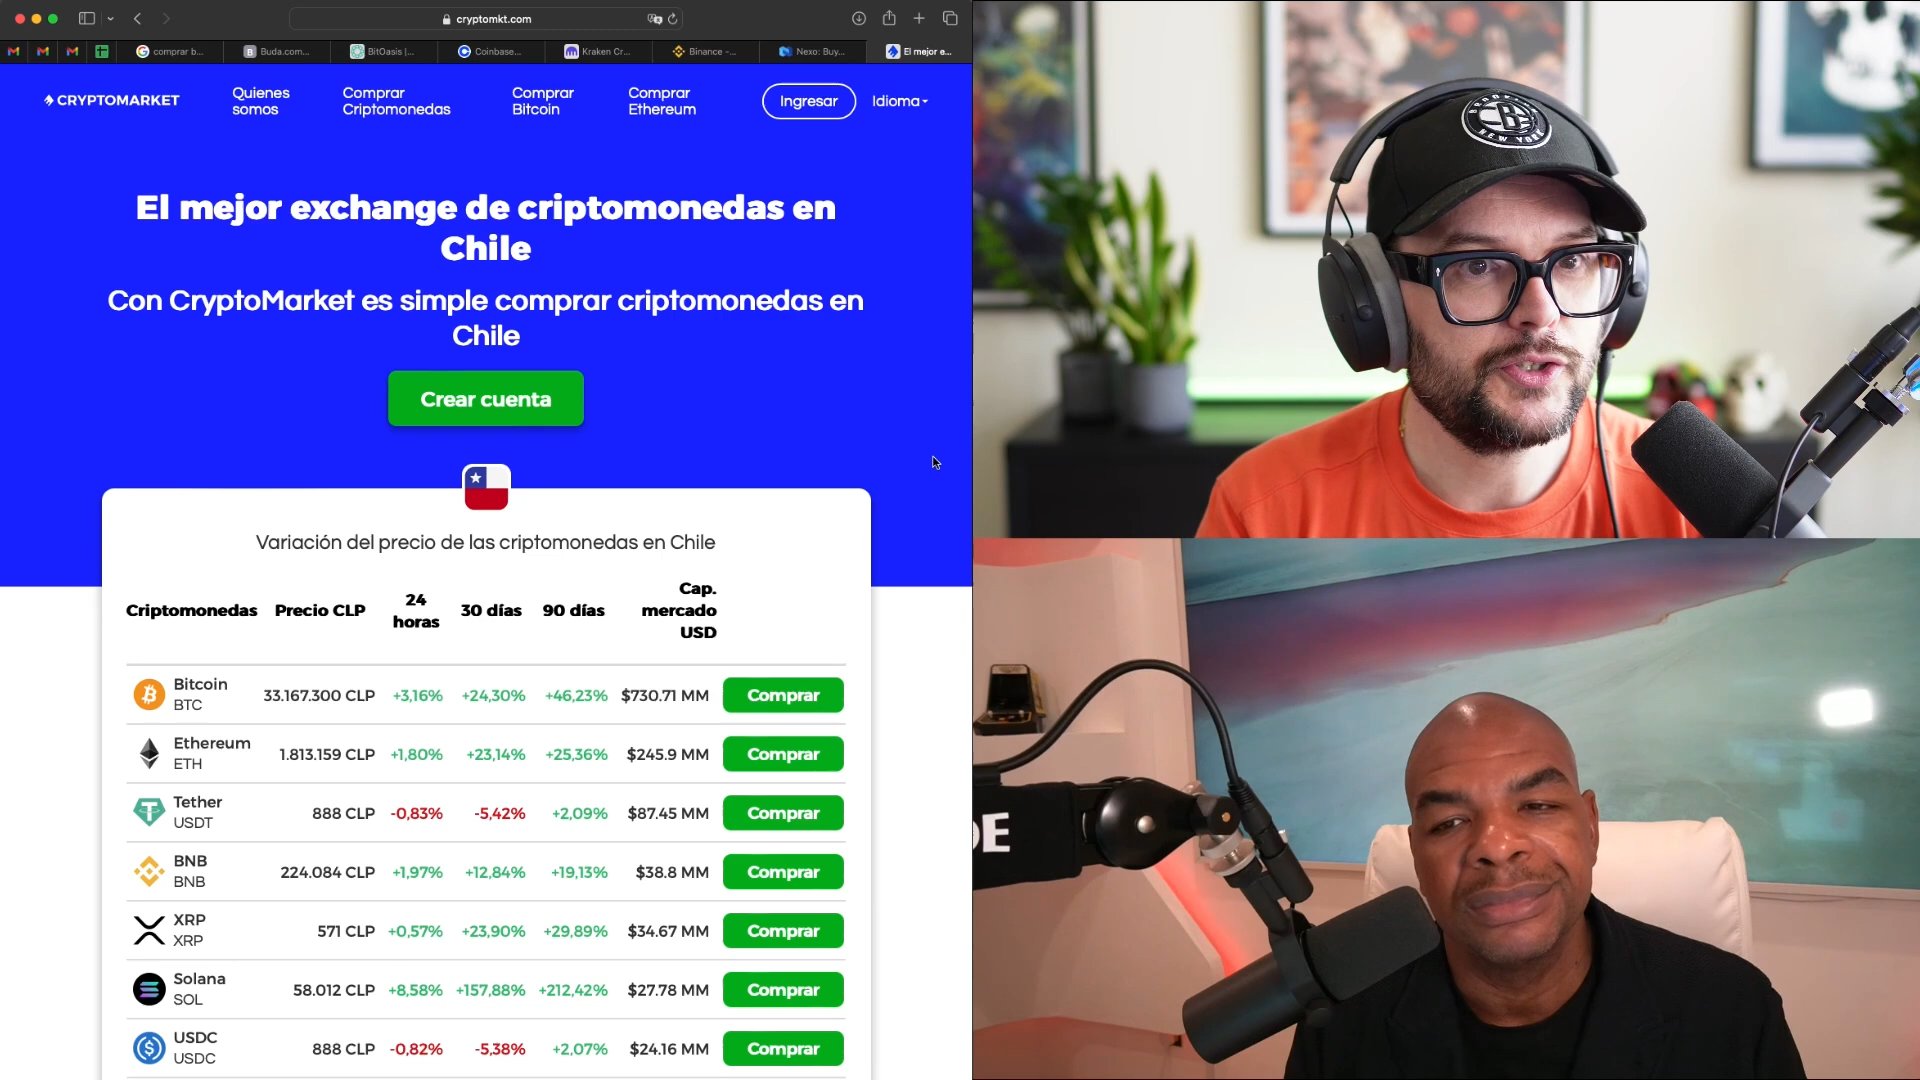 cryptomkt.com
comprar b...
Buda.com...
BitOasis |...
Coinbase...
Kraken Cr...
Binance -...
Nexo: Buy...
El mejor e...
CRYPTOMARKET
Quienes
somos
Comprar
Criptomonedas
Comprar
Bitcoin
Comprar
Ethereum
Ingresar
Idioma
El mejor exchange de criptomonedas en
Chile
Con CryptoMarket es simple comprar criptomonedas en
Chile
Crear cuenta
Variación del precio de las criptomonedas en Chile
Criptomonedas Precio CLP 24 horas 30 días 90 días Cap. mercado USD
Bitcoin
BTC
33.167.300 CLP +3,16% +24,30% +46,23% $730.71 MM Comprar
Ethereum
ETH
1.813.159 CLP +1,80% +23,14% +25,36% $245.9 MM Comprar
Tether
USDT
888 CLP -0,83% -5,42% +2,09% $87.45 MM Comprar
BNB
BNB
224.084 CLP +1,97% +12,84% +19,13% $38.8 MM Comprar
XRP
XRP
571 CLP +0,57% +23,90% +29,89% $34.67 MM Comprar
Solana
SOL
58.012 CLP +8,58% +157,88% +212,42% $27.78 MM Comprar
USDC
USDC
888 CLP -0,82% -5,38% +2,07% $24.16 MM Comprar
BROOKLYN
B
NEW YORK
DE